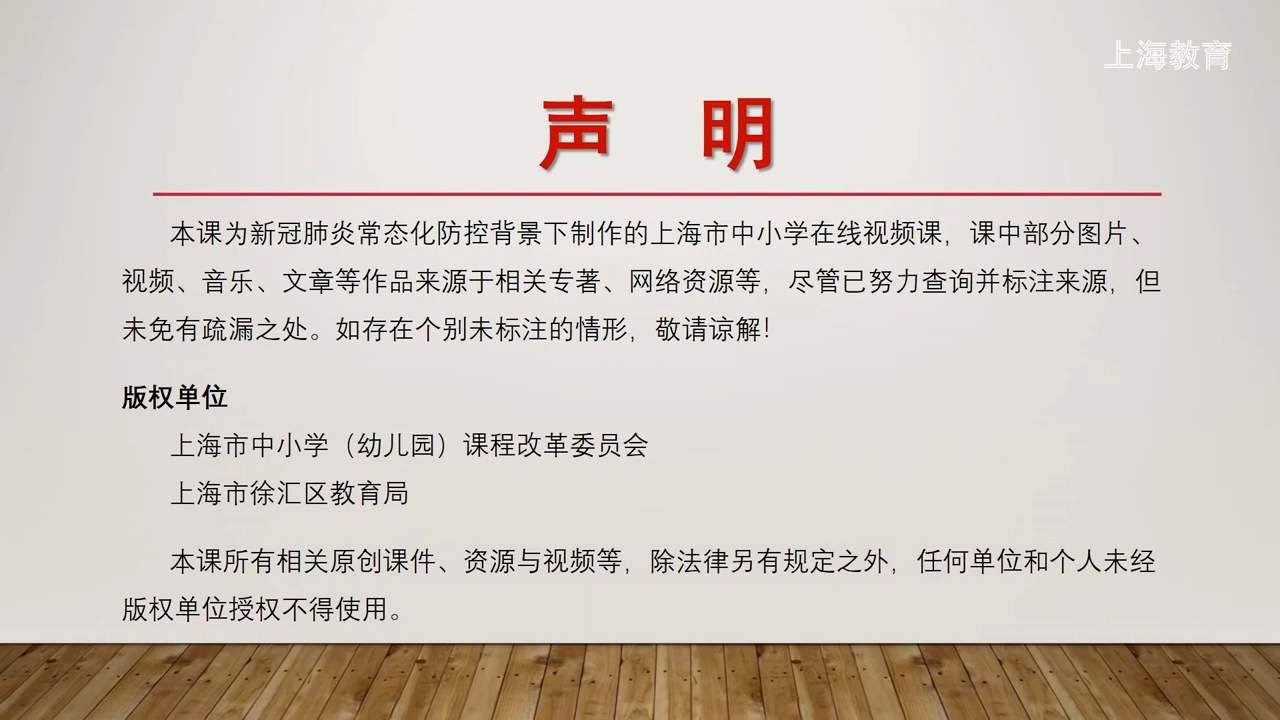 上海教育
声 明
本课为新冠肺炎常态化防控背景下制作的上海市中小学在线视频课，课中部分图片、
视频、音乐、文章等作品来源于相关专著、网络资源等，尽管已努力查询并标注来源，但
未免有疏漏之处。如存在个别未标注的情形，敬请谅解！
版权单位
上海市中小学（幼儿园）课程改革委员会
上海市徐汇区教育局
本课所有相关原创课件、资源与视频等，除法律另有规定之外，任何单位和个人未经
版权单位授权不得使用。